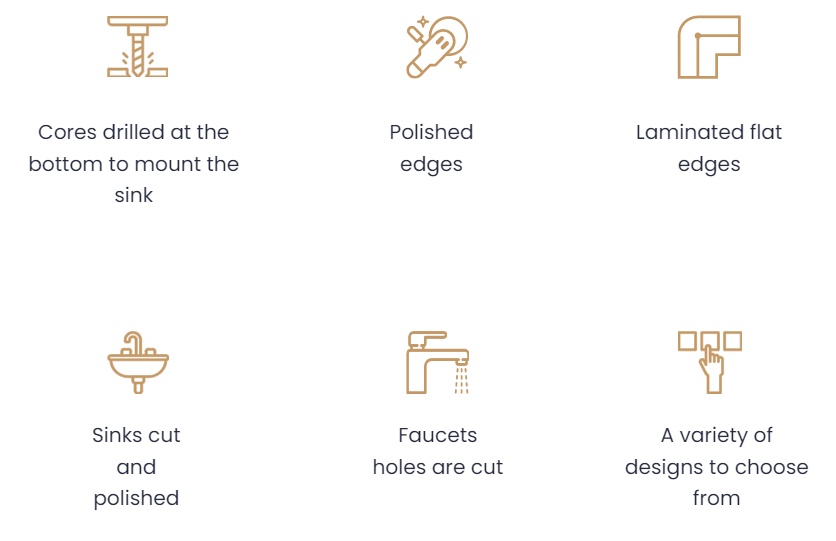 Cores drilled at the
bottom to mount the
sink
Polished
edges
Laminated flat
edges
Sinks cut
and
polished
Faucets
holes are cut
A variety of
designs to choose
from